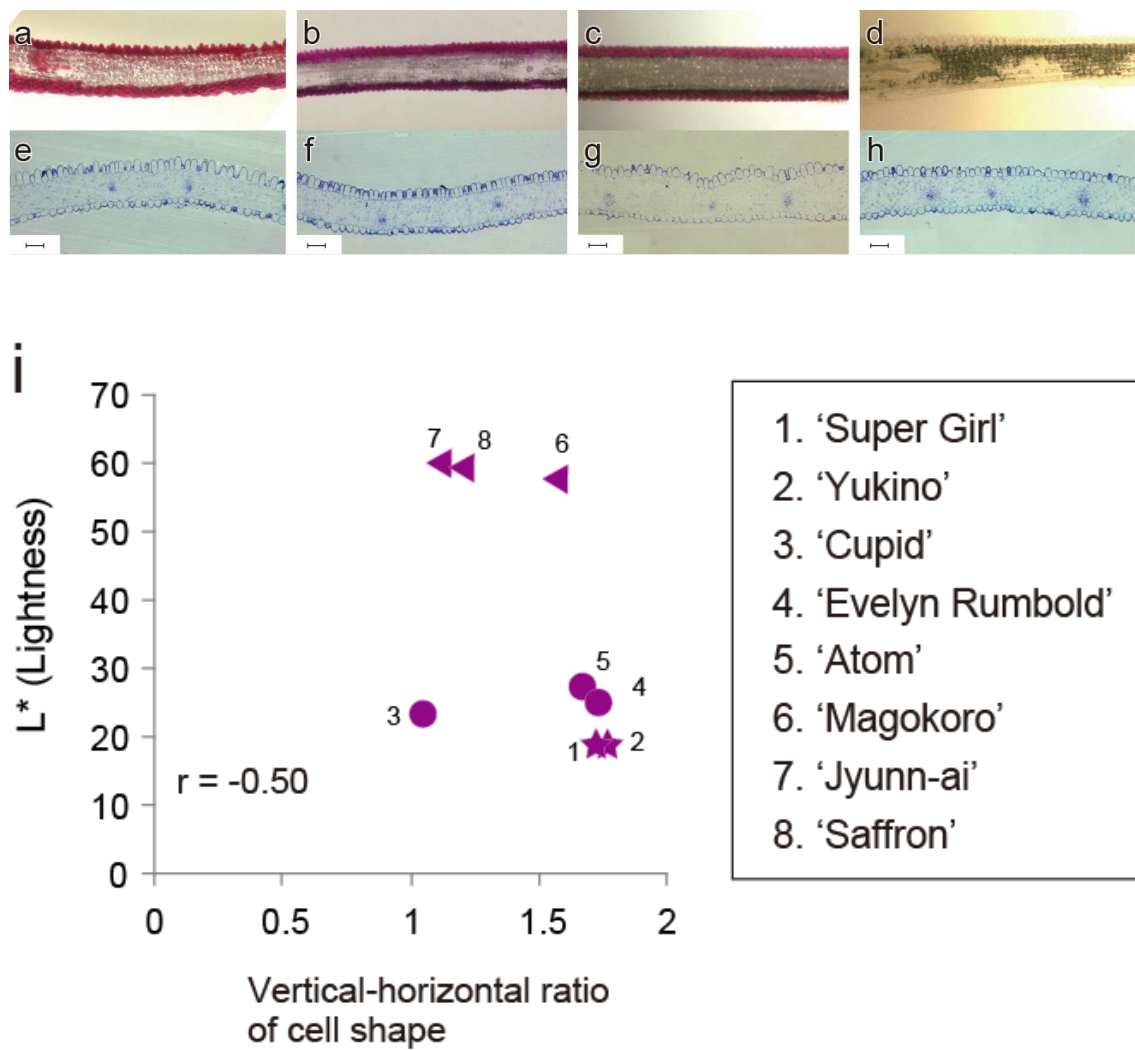 a
b
c
d
e
f
g
h
i
70
60
50
40
30
20
10
0
L* (Lightness)
7
8
6
5
4
3
1
2
r = -0.50
0
0.5
1
1.5
2
Vertical-horizontal ratio
of cell shape
1. ‘Super Girl’
2. ‘Yukino’
3. ‘Cupid’
4. ‘Evelyn Rumbold’
5. ‘Atom’
6. ‘Magokoro’
7. ‘Jyunn-ai’
8. ‘Saffron’